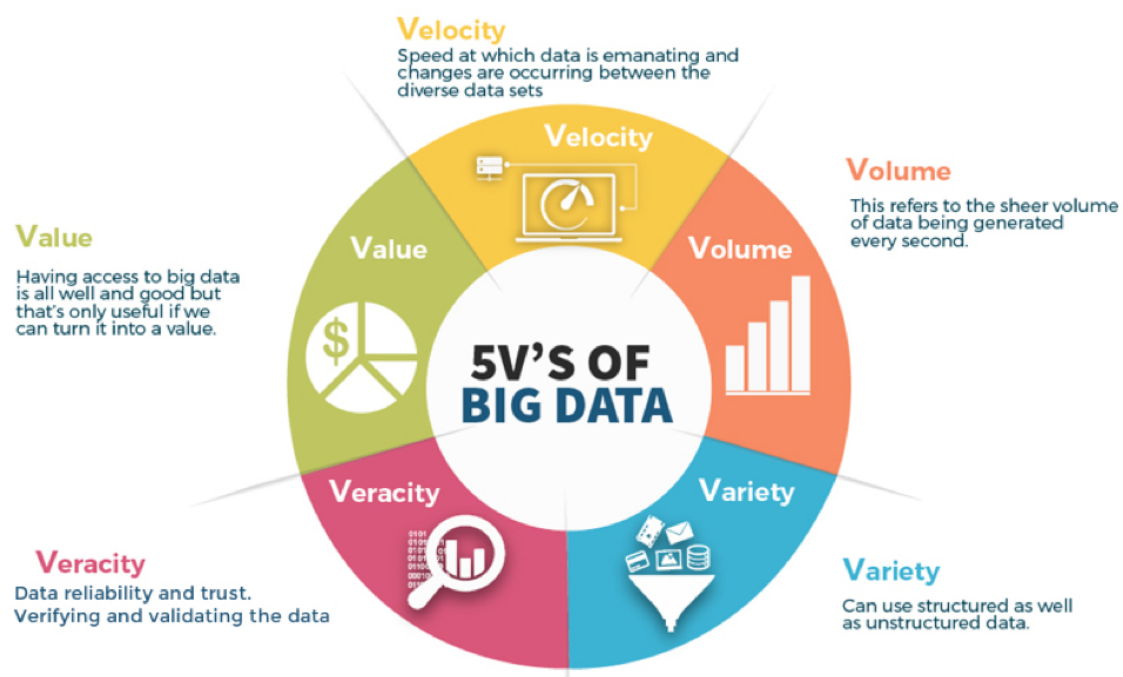 Velocity
Speed at which data is emanating and
changes are occurring between the
diverse data sets
Velocity
Volume
This refers to the sheer volume
of data being generated
every second.
Volume
Value
Having access to big data
is all well and good but
that's only useful if we
can turn it into a value.
Value
$
5V'S OF
BIG DATA
Veracity
Variety
Veracity
Data reliability and trust.
Verifying and validating the data
Variety
Can use structured as well
as unstructured data.